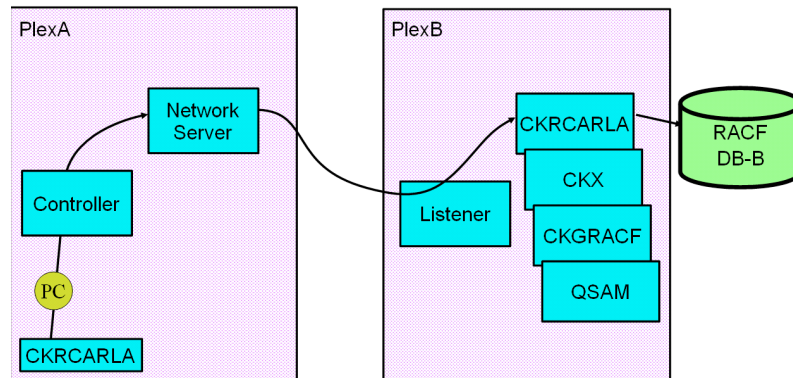 PlexA
Network
Server
Controller
PC
CKRCARLA
PlexB
CKRCARLA
CKX
Listener
CKGRACF
QSAM
RACF
DB-B